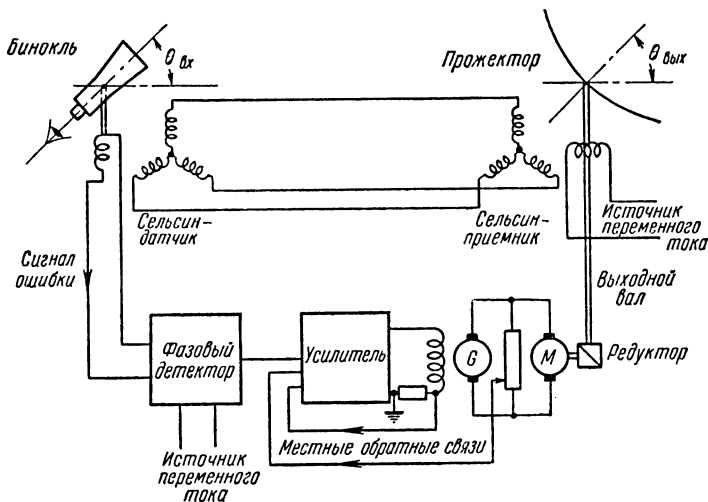 Бинокль
θ вх
Прожектор
θ вых
Сельсин-
датчик
Сельсин-
приемник
Источник
переменного
тока
Сигнал
ошибки
Выходной
вал
Фазовый
детектор
Усилитель
G
M
Редуктор
Местные обратные связи
Источник
переменного
тока